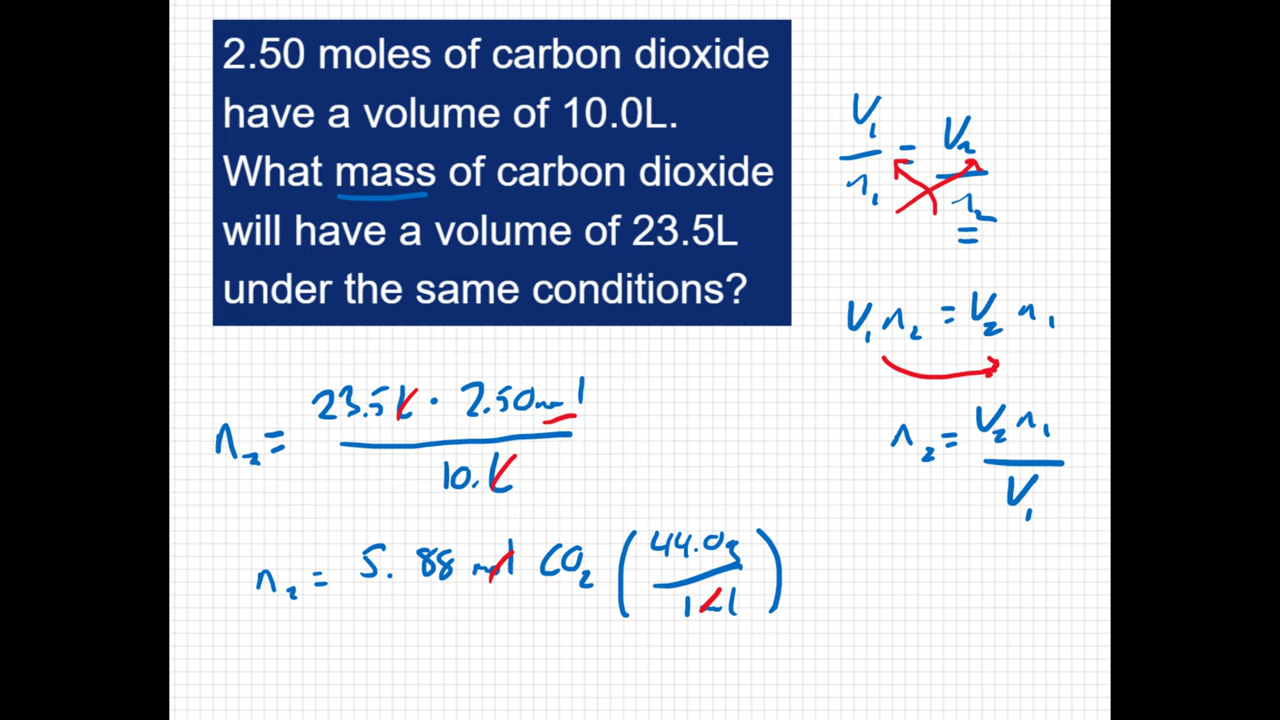 2.50 moles of carbon dioxide
have a volume of 10.0L.
What mass of carbon dioxide
will have a volume of 23.5L
under the same conditions?
V₁/n₁ = V₂/n₂
=
V₁n₂ = V₂n₁
n₂ = V₂n₁/V₁
n₂ = 23.5L · 2.50mol
10.L
n₂ = 5.88 mol CO₂ (44.0g
1mol)